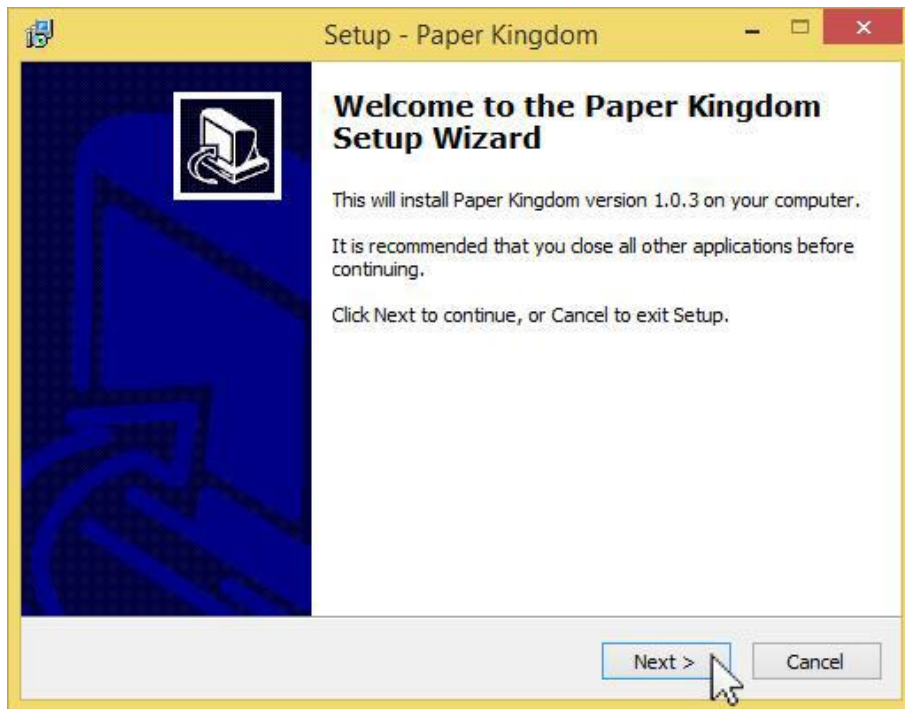 Setup - Paper Kingdom
Welcome to the Paper Kingdom
Setup Wizard
This will install Paper Kingdom version 1.0.3 on your computer.
It is recommended that you close all other applications before
continuing.
Click Next to continue, or Cancel to exit Setup.
Next >
Cancel